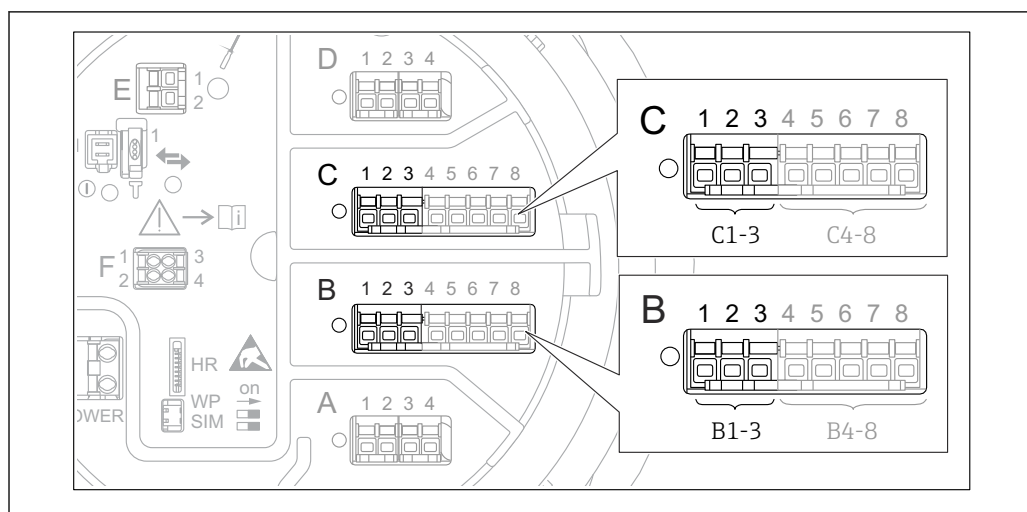 D 1 2 3 4
E 1
2
1
C 1 2 3 4 5 6 7 8
C 1 2 3 4 5 6 7 8
C1-3 C4-8
i
F 1 3
2 4
B 1 2 3 4 5 6 7 8
B 1 2 3 4 5 6 7 8
B1-3 B4-8
HR
WP on
SIM
OWER
A 1 2 3 4